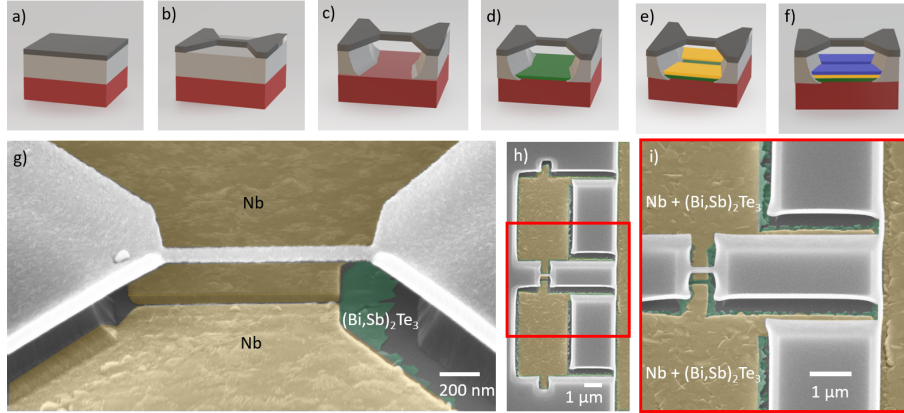 a)
b)
c)
d)
e)
f)
g)
Nb
(Bi,Sb)₂Te₃
Nb
200 nm
h)
1 µm
i)
Nb + (Bi,Sb)₂Te₃
Nb + (Bi,Sb)₂Te₃
1 µm